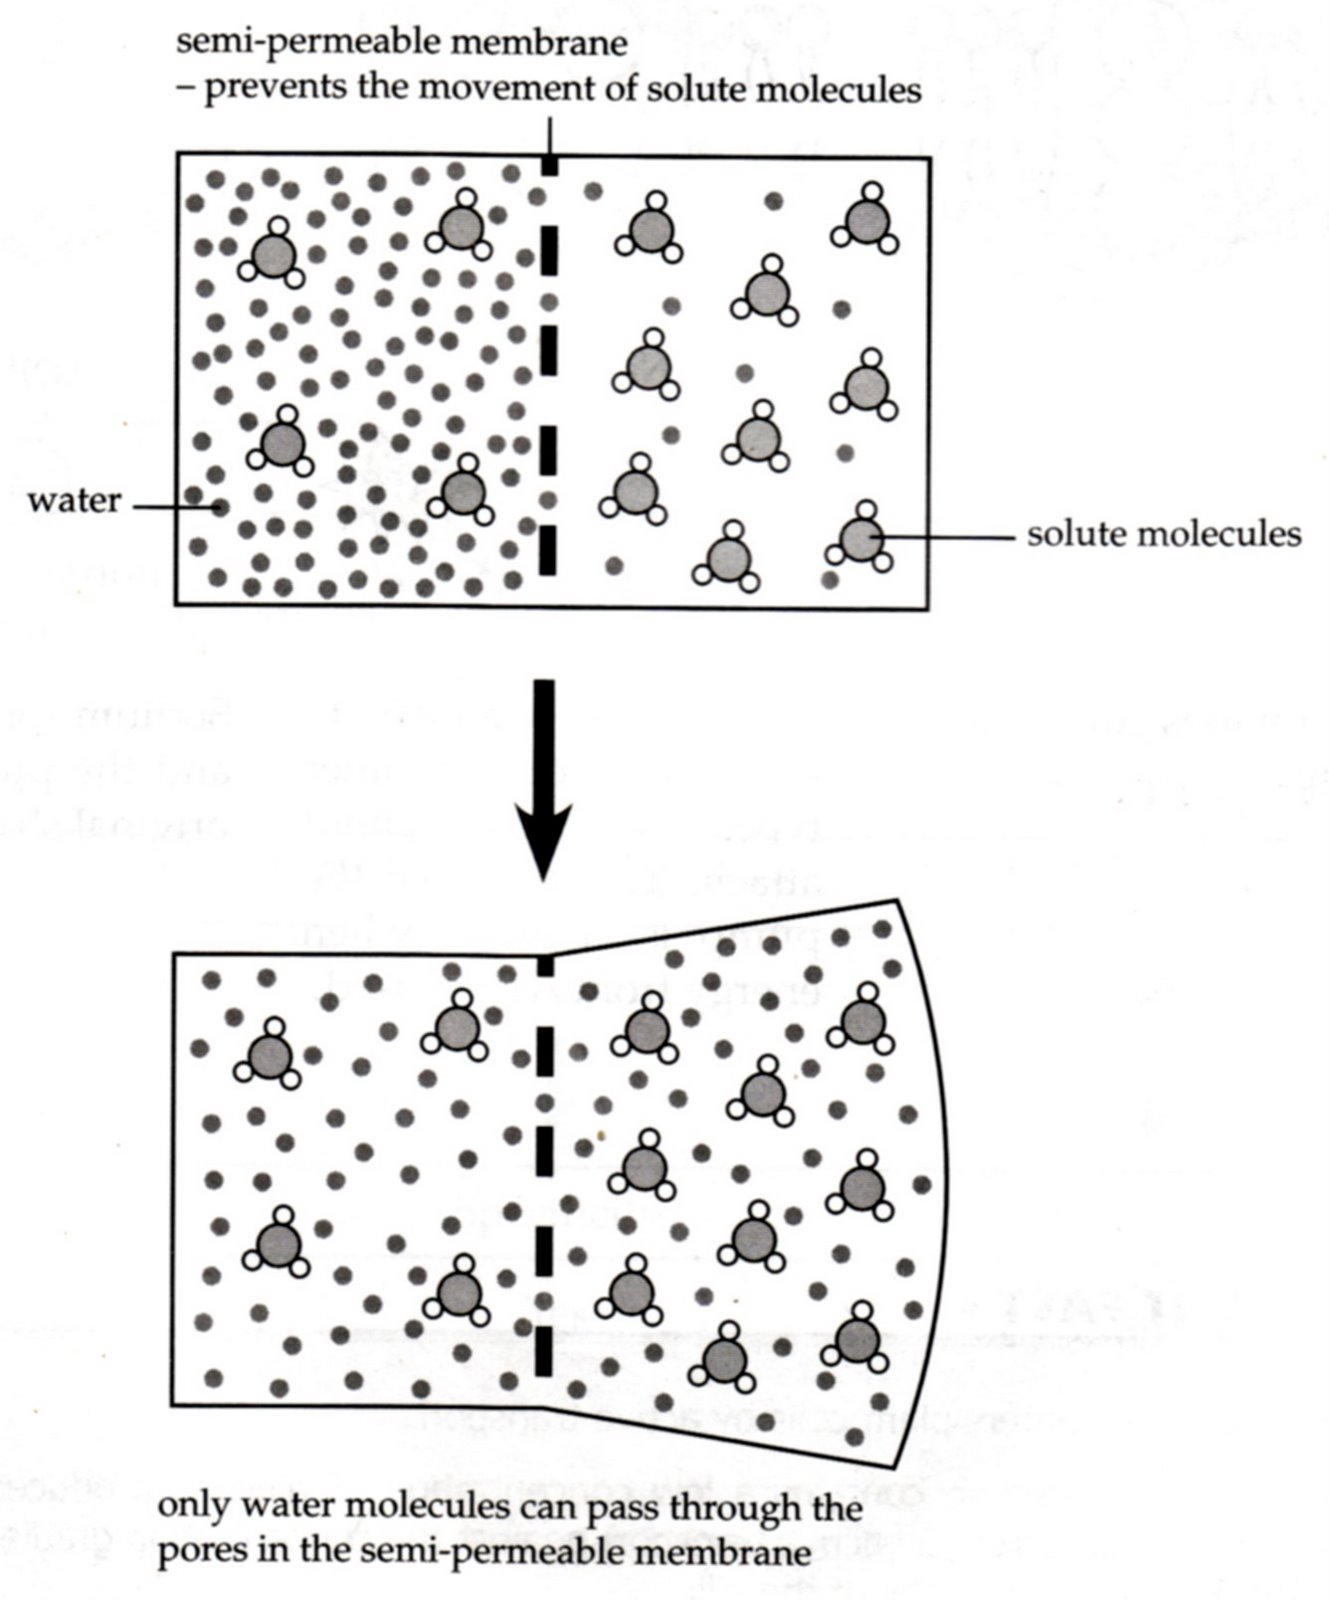 semi-permeable membrane
– prevents the movement of solute molecules
water
solute molecules
only water molecules can pass through the
pores in the semi-permeable membrane